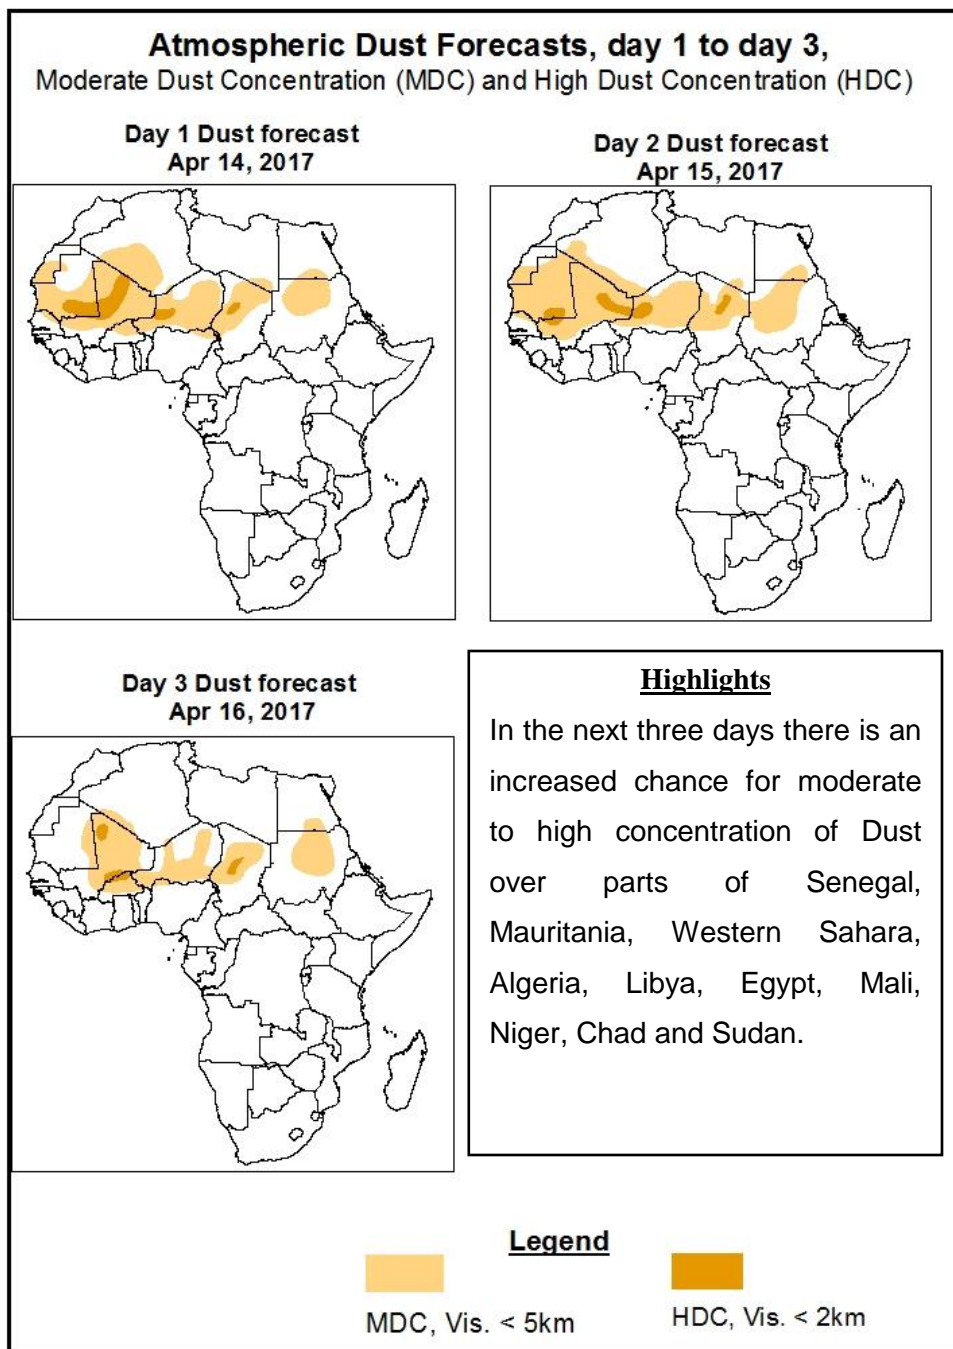 Atmospheric Dust Forecasts, day 1 to day 3,
Moderate Dust Concentration (MDC) and High Dust Concentration (HDC)
Day 1 Dust forecast
Apr 14, 2017
Day 2 Dust forecast
Apr 15, 2017
Day 3 Dust forecast
Apr 16, 2017
Highlights
In the next three days there is an
increased chance for moderate
to high concentration of Dust
over parts of Senegal,
Mauritania, Western Sahara,
Algeria, Libya, Egypt, Mali,
Niger, Chad and Sudan.
Legend
MDC, Vis. < 5km
HDC, Vis. < 2km